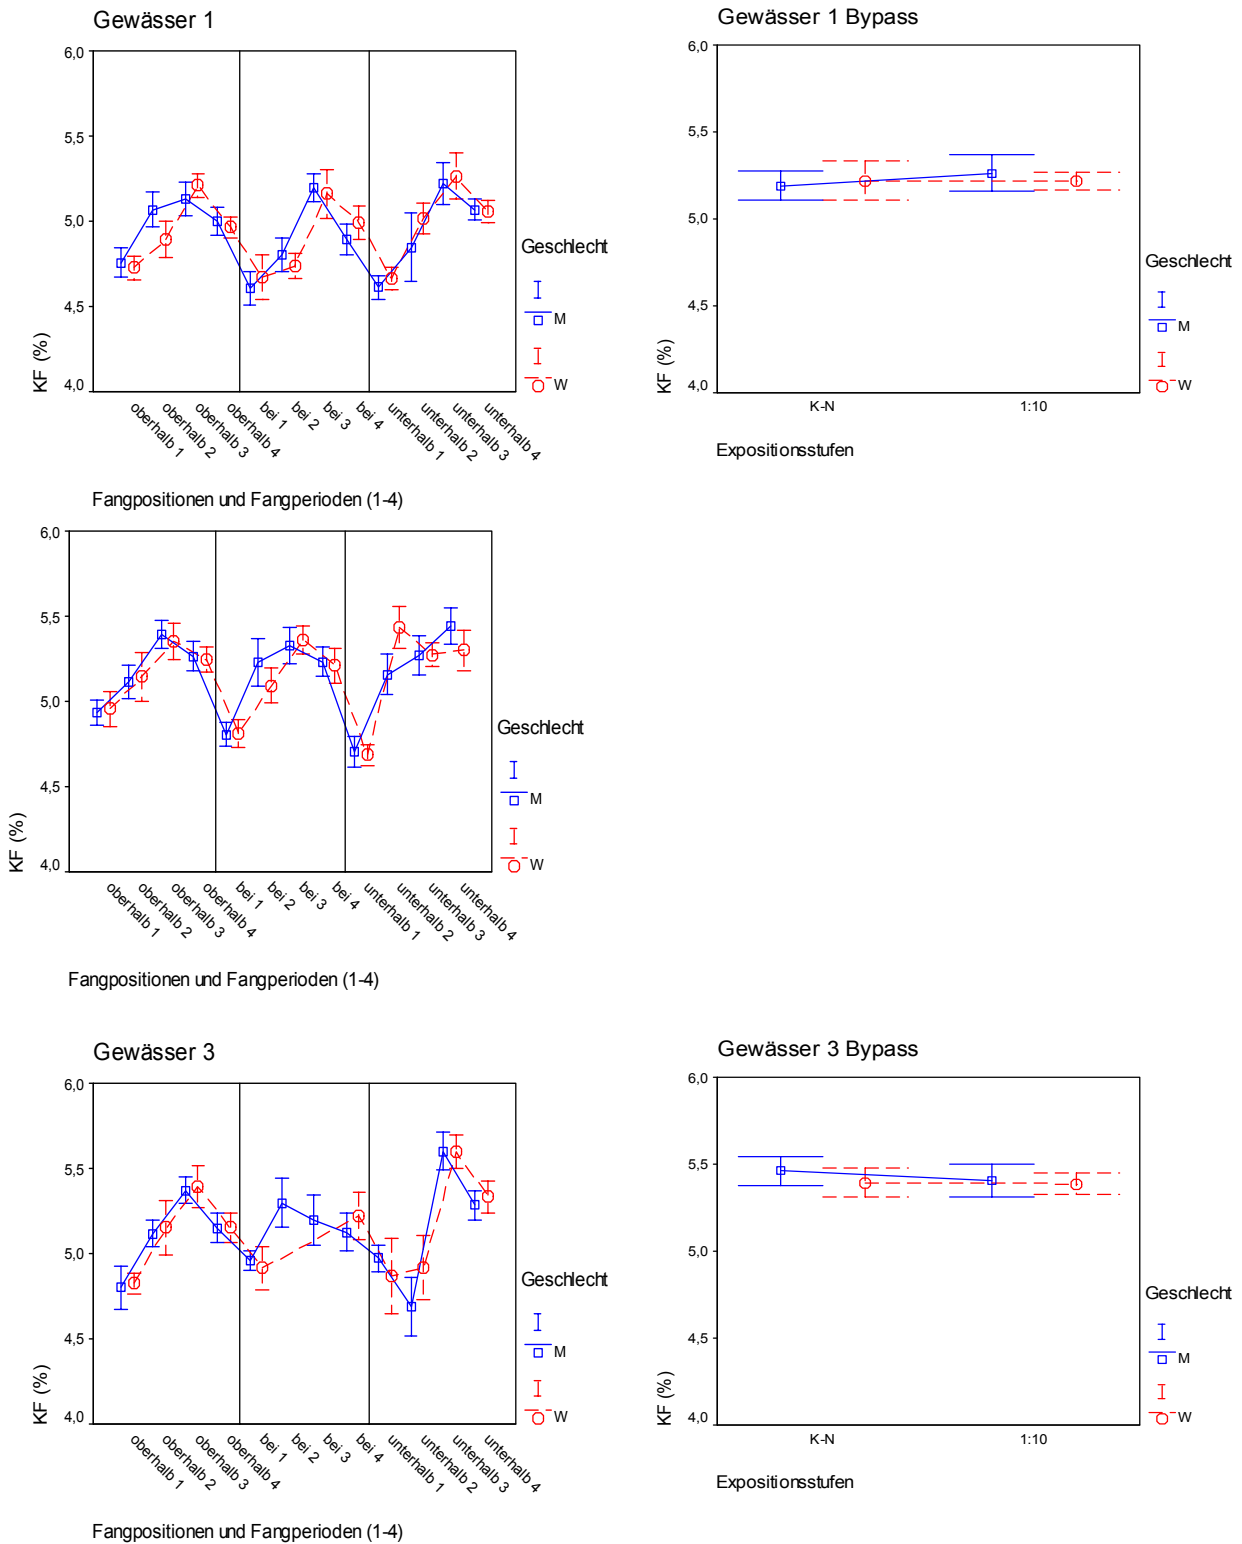 Gewässer 1
6,0
5,5
5,0
4,5
4,0
KF (%)
oberhalb 1
oberhalb 2
oberhalb 3
oberhalb 4
bei 1
bei 2
bei 3
bei 4
unterhalb 1
unterhalb 2
unterhalb 3
unterhalb 4
Fangpositionen und Fangperioden (1-4)
Geschlecht
M
W
Gewässer 1 Bypass
6,0
5,5
5,0
4,5
4,0
KF (%)
K-N
1:10
Expositionsstufen
Geschlecht
M
W
6,0
5,5
5,0
4,5
4,0
KF (%)
oberhalb 1
oberhalb 2
oberhalb 3
oberhalb 4
bei 1
bei 2
bei 3
bei 4
unterhalb 1
unterhalb 2
unterhalb 3
unterhalb 4
Fangpositionen und Fangperioden (1-4)
Geschlecht
M
W
Gewässer 3
6,0
5,5
5,0
4,5
4,0
KF (%)
oberhalb 1
oberhalb 2
oberhalb 3
oberhalb 4
bei 1
bei 2
bei 3
bei 4
unterhalb 1
unterhalb 2
unterhalb 3
unterhalb 4
Fangpositionen und Fangperioden (1-4)
Geschlecht
M
W
Gewässer 3 Bypass
6,0
5,5
5,0
4,5
4,0
KF (%)
K-N
1:10
Expositionsstufen
Geschlecht
M
W